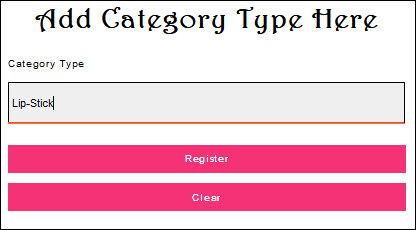 Add Category Type Here
Category Type
Lip-Stick
Register
Clear